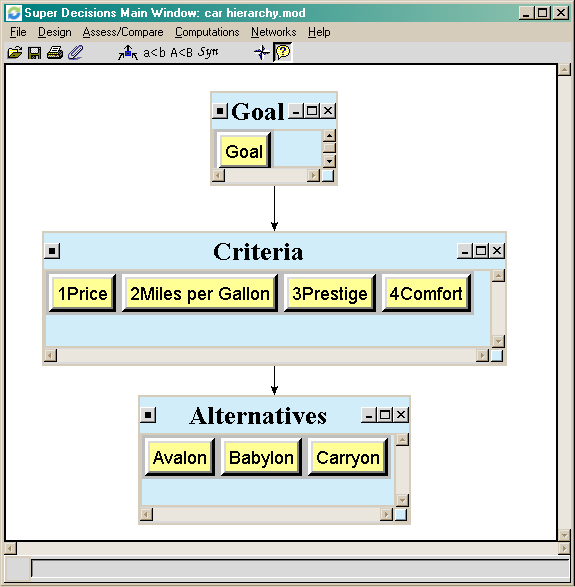 Super Decisions Main Window: car hierarchy.mod
File Design Assess/Compare Computations Networks Help
a<b A<B Syn
Goal
Goal
Criteria
1Price 2Miles per Gallon 3Prestige 4Comfort
Alternatives
Avalon Babylon Carryon